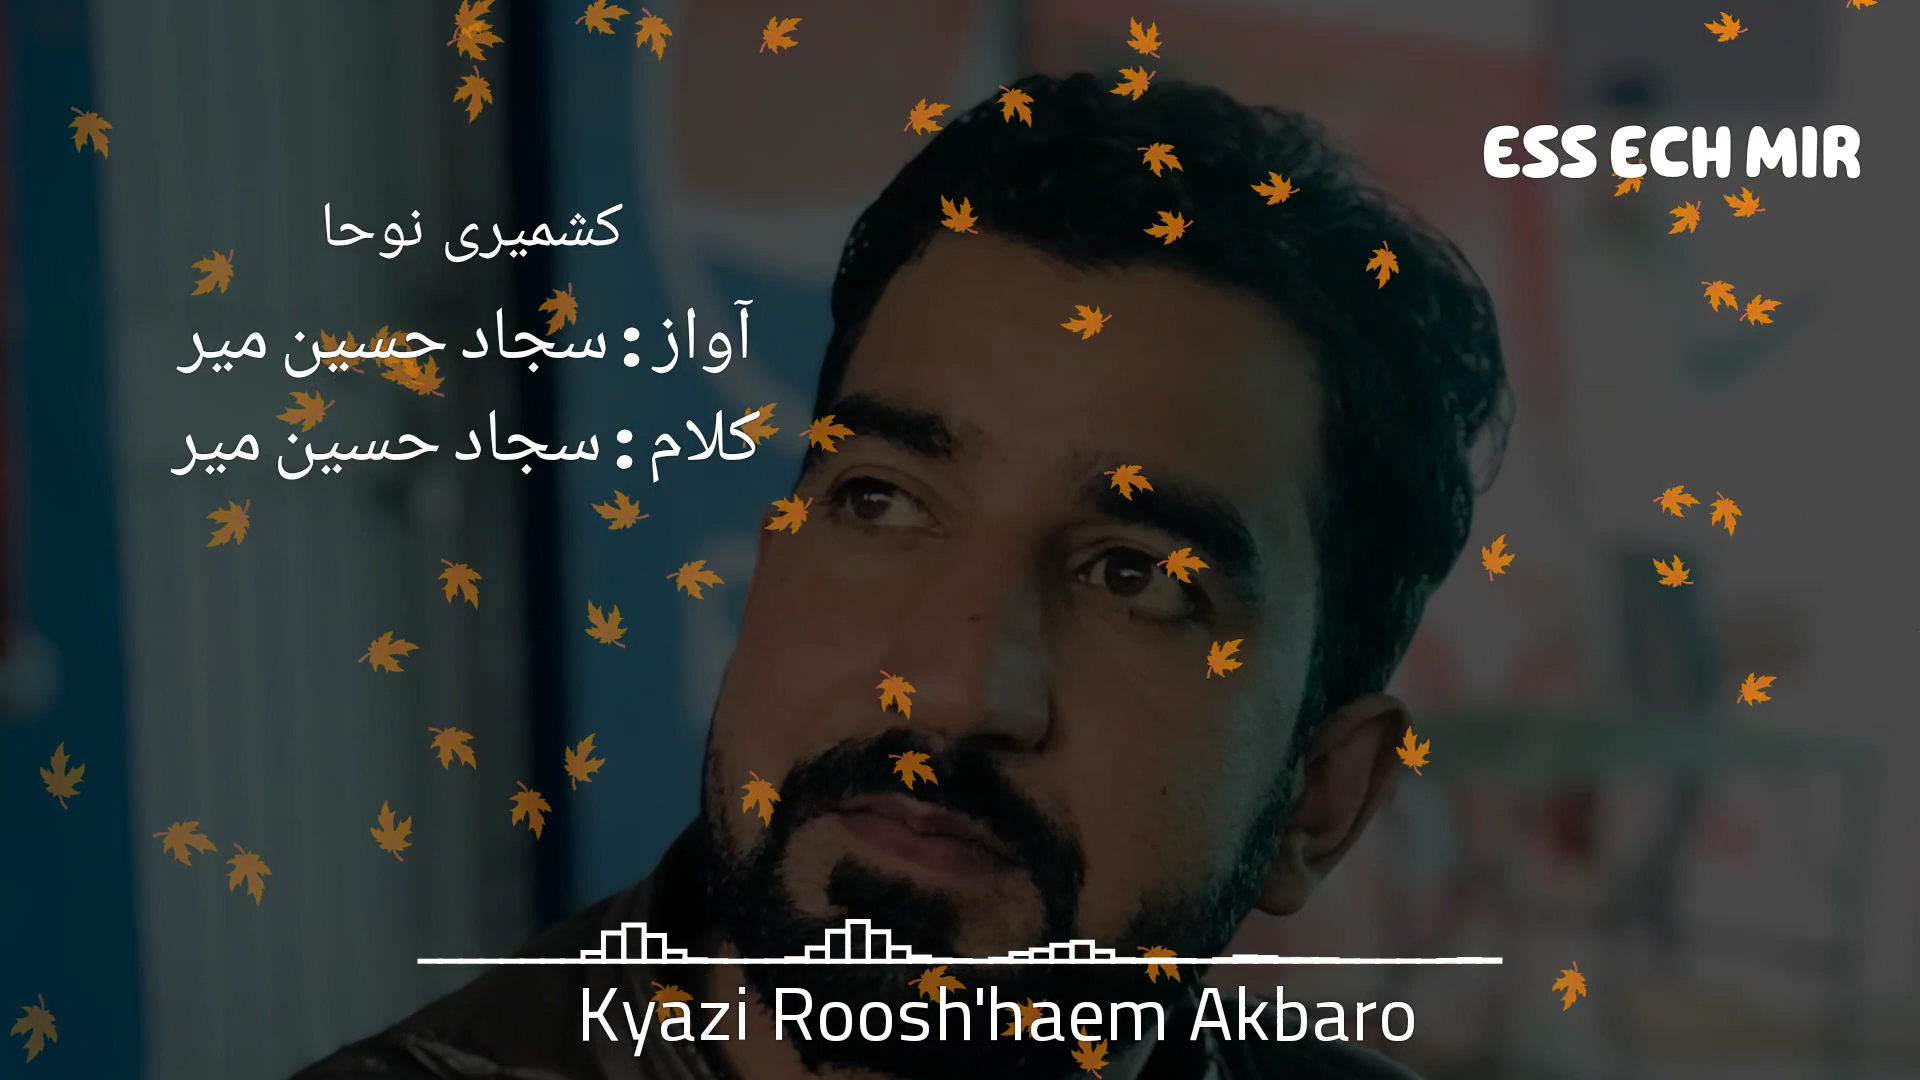 ESS ECH MIR
کشمیری نوحا
آواز : سجاد حسین میر
کلام : سجاد حسین میر
Kyazi Roosh'haem Akbaro